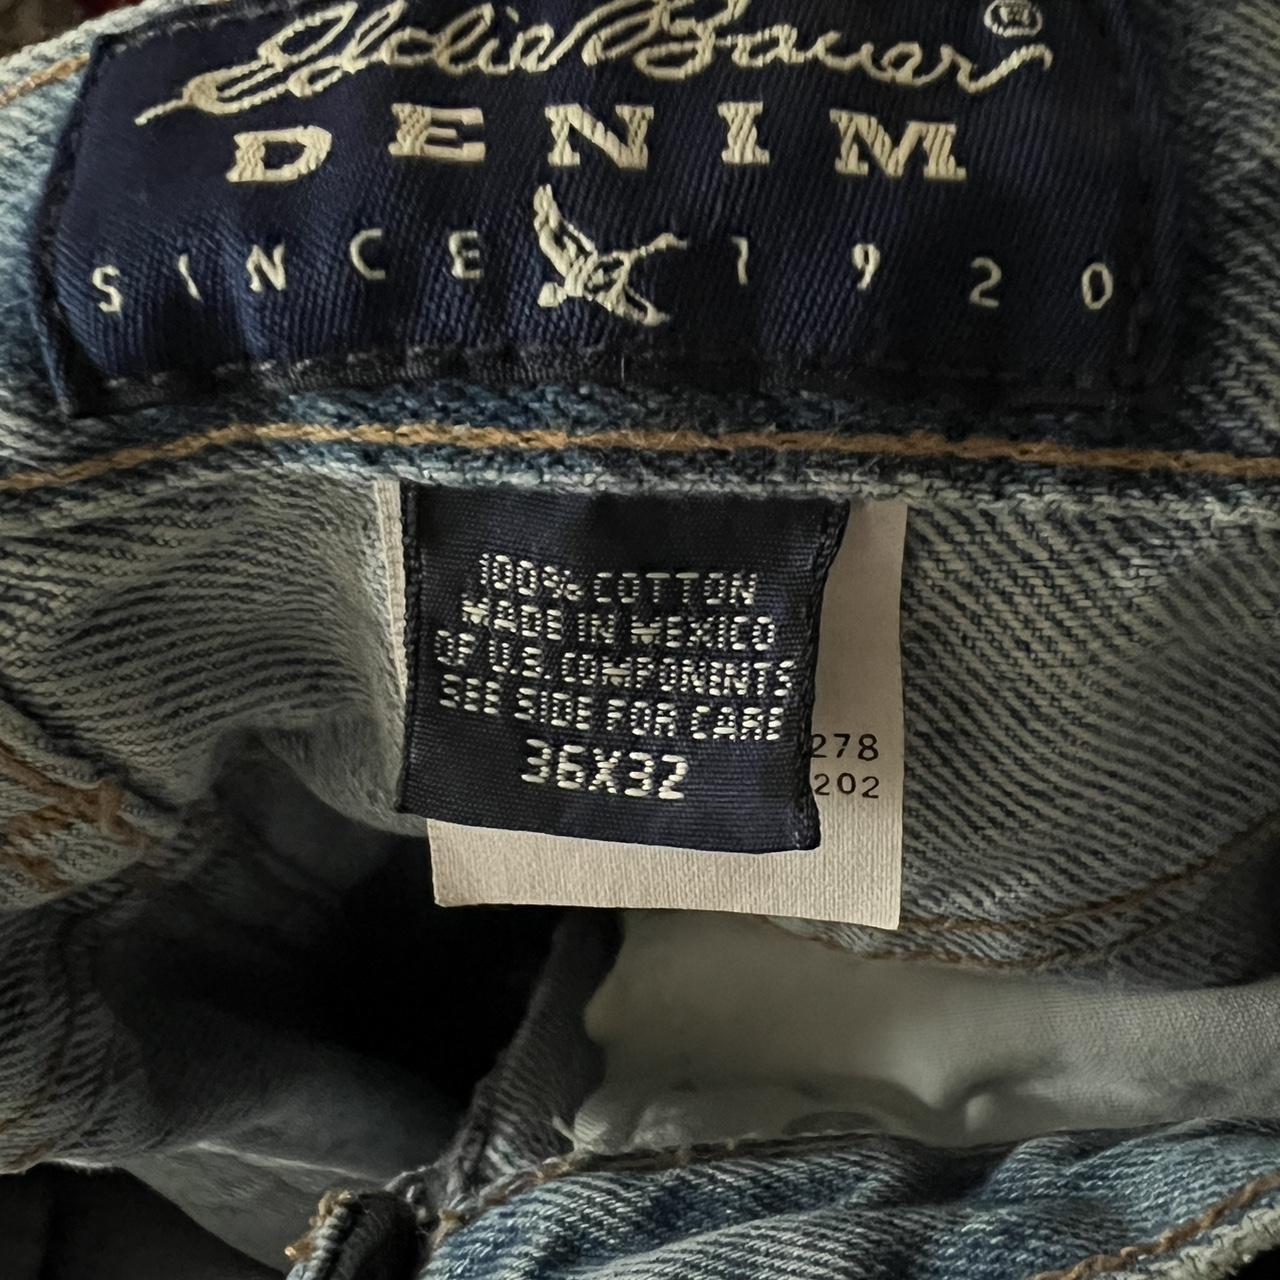 Eddie Bauer ®
DENIM
SINCE 1920
100% COTTON
MADE IN MEXICO
OF U.S. COMPONENTS
SEE SIDE FOR CARE
36X32
278
202